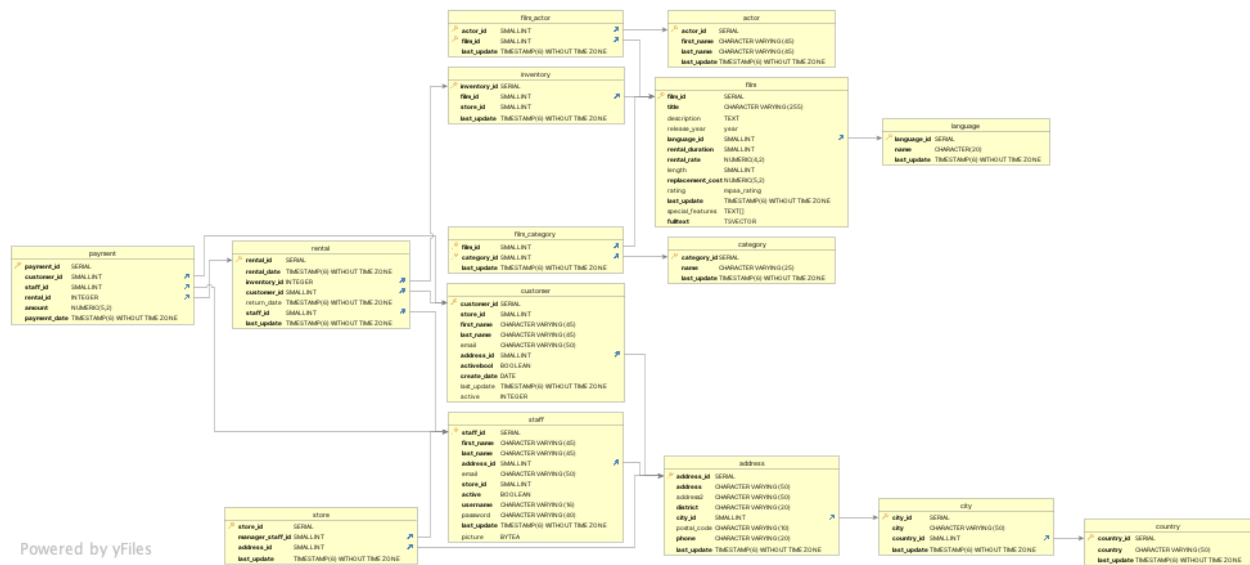 film_actor
actor_id SMALLINT
film_id SMALLINT
last_update TIMESTAMP(6) WITHOUT TIME ZONE
actor
actor_id SERIAL
first_name CHARACTER VARYING(45)
last_name CHARACTER VARYING(45)
last_update TIMESTAMP(6) WITHOUT TIME ZONE
inventory
inventory_id SERIAL
film_id SMALLINT
store_id SMALLINT
last_update TIMESTAMP(6) WITHOUT TIME ZONE
film
film_id SERIAL
title CHARACTER VARYING(255)
description TEXT
release_year year
language_id SMALLINT
rental_duration SMALLINT
rental_rate NUMERIC(4,2)
length SMALLINT
replacement_cost NUMERIC(5,2)
rating mpaa_rating
last_update TIMESTAMP(6) WITHOUT TIME ZONE
special_features TEXT[]
fulltext TSVECTOR
language
language_id SERIAL
name CHARACTER(20)
last_update TIMESTAMP(6) WITHOUT TIME ZONE
film_category
film_id SMALLINT
category_id SMALLINT
last_update TIMESTAMP(6) WITHOUT TIME ZONE
category
category_id SERIAL
name CHARACTER VARYING(25)
last_update TIMESTAMP(6) WITHOUT TIME ZONE
payment
payment_id SERIAL
customer_id SMALLINT
staff_id SMALLINT
rental_id INTEGER
amount NUMERIC(5,2)
payment_date TIMESTAMP(6) WITHOUT TIME ZONE
rental
rental_id SERIAL
rental_date TIMESTAMP(6) WITHOUT TIME ZONE
inventory_id INTEGER
customer_id SMALLINT
return_date TIMESTAMP(6) WITHOUT TIME ZONE
staff_id SMALLINT
last_update TIMESTAMP(6) WITHOUT TIME ZONE
customer
customer_id SERIAL
store_id SMALLINT
first_name CHARACTER VARYING(45)
last_name CHARACTER VARYING(45)
email CHARACTER VARYING(50)
address_id SMALLINT
activebool BOOLEAN
create_date DATE
last_update TIMESTAMP(6) WITHOUT TIME ZONE
active INTEGER
staff
staff_id SERIAL
first_name CHARACTER VARYING(45)
last_name CHARACTER VARYING(45)
address_id SMALLINT
email CHARACTER VARYING(50)
store_id SMALLINT
active BOOLEAN
username CHARACTER VARYING(16)
password CHARACTER VARYING(40)
last_update TIMESTAMP(6) WITHOUT TIME ZONE
picture BYTEA
store
store_id SERIAL
manager_staff_id SMALLINT
address_id SMALLINT
last_update TIMESTAMP(6) WITHOUT TIME ZONE
address
address_id SERIAL
address CHARACTER VARYING(50)
address2 CHARACTER VARYING(50)
district CHARACTER VARYING(20)
city_id SMALLINT
postal_code CHARACTER VARYING(10)
phone CHARACTER VARYING(20)
last_update TIMESTAMP(6) WITHOUT TIME ZONE
city
city_id SERIAL
city CHARACTER VARYING(50)
country_id SMALLINT
last_update TIMESTAMP(6) WITHOUT TIME ZONE
country
country_id SERIAL
country CHARACTER VARYING(50)
last_update TIMESTAMP(6) WITHOUT TIME ZONE
Powered by yFiles